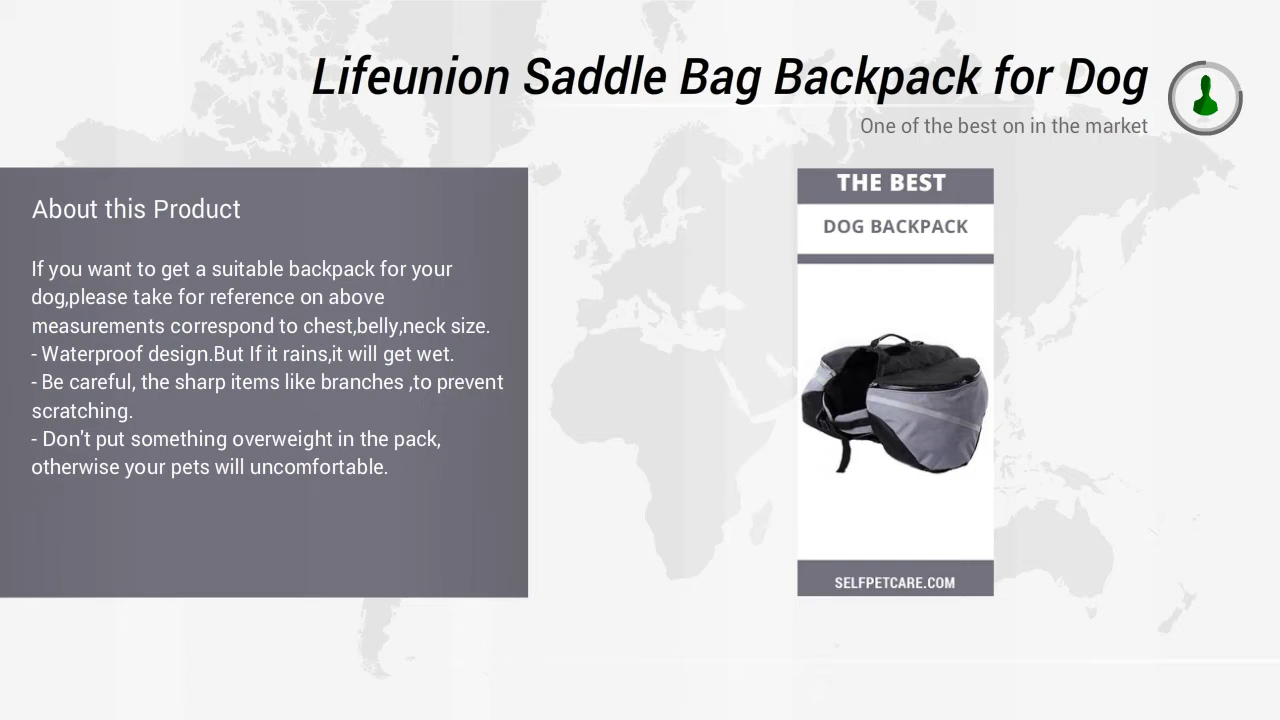 Lifeunion Saddle Bag Backpack for Dog
One of the best on in the market
About this Product
If you want to get a suitable backpack for your
dog,please take for reference on above
measurements correspond to chest,belly,neck size.
- Waterproof design.But If it rains,it will get wet.
- Be careful, the sharp items like branches ,to prevent
scratching.
- Don't put something overweight in the pack,
otherwise your pets will uncomfortable.
THE BEST
DOG BACKPACK
SELFPETCARE.COM